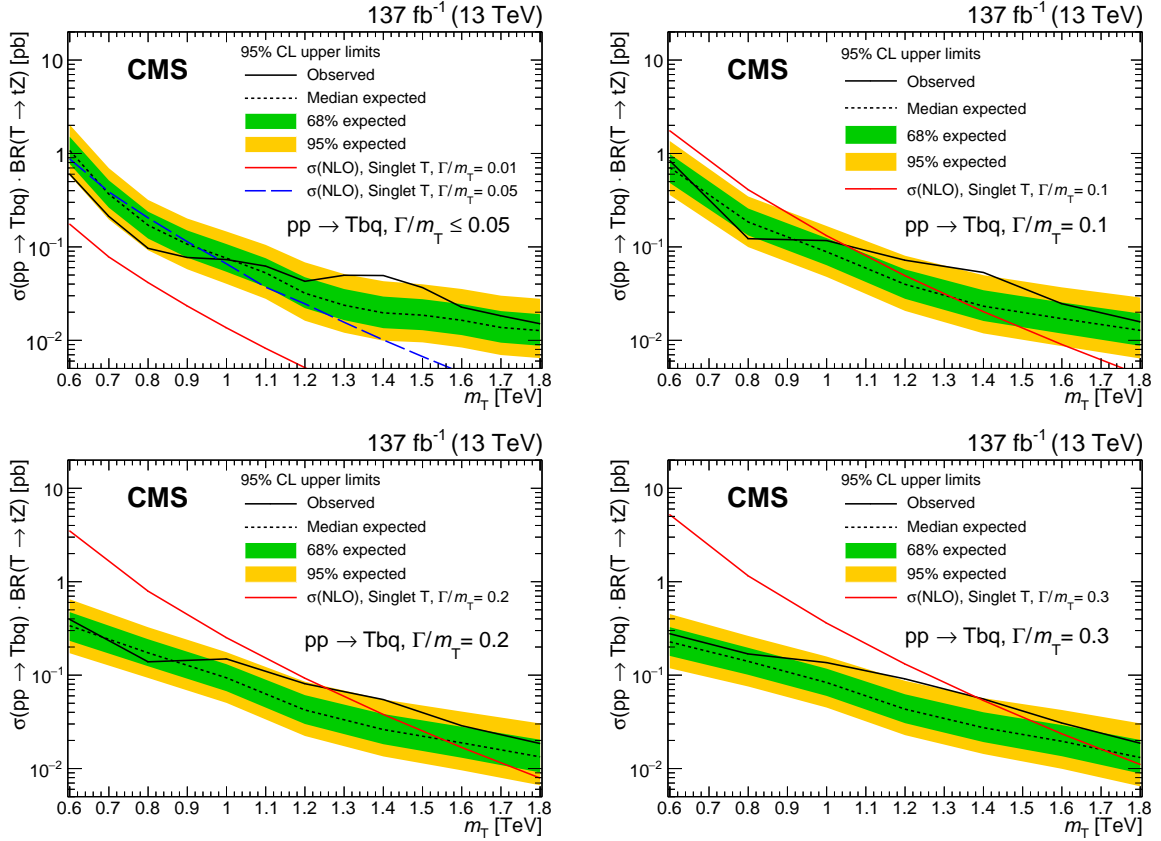 137 fb⁻¹ (13 TeV)
σ(pp → Tbq) · BR(T → tZ) [pb]
CMS
95% CL upper limits
Observed
Median expected
68% expected
95% expected
σ(NLO), Singlet T, Γ/m_T = 0.01
σ(NLO), Singlet T, Γ/m_T = 0.05
pp → Tbq, Γ/m_T ≤ 0.05
10
1
10⁻¹
10⁻²
0.6 0.7 0.8 0.9 1 1.1 1.2 1.3 1.4 1.5 1.6 1.7 1.8
m_T [TeV]
137 fb⁻¹ (13 TeV)
σ(pp → Tbq) · BR(T → tZ) [pb]
CMS
95% CL upper limits
Observed
Median expected
68% expected
95% expected
σ(NLO), Singlet T, Γ/m_T = 0.1
pp → Tbq, Γ/m_T = 0.1
10
1
10⁻¹
10⁻²
0.6 0.7 0.8 0.9 1 1.1 1.2 1.3 1.4 1.5 1.6 1.7 1.8
m_T [TeV]
137 fb⁻¹ (13 TeV)
σ(pp → Tbq) · BR(T → tZ) [pb]
CMS
95% CL upper limits
Observed
Median expected
68% expected
95% expected
σ(NLO), Singlet T, Γ/m_T = 0.2
pp → Tbq, Γ/m_T = 0.2
10
1
10⁻¹
10⁻²
0.6 0.7 0.8 0.9 1 1.1 1.2 1.3 1.4 1.5 1.6 1.7 1.8
m_T [TeV]
137 fb⁻¹ (13 TeV)
σ(pp → Tbq) · BR(T → tZ) [pb]
CMS
95% CL upper limits
Observed
Median expected
68% expected
95% expected
σ(NLO), Singlet T, Γ/m_T = 0.3
pp → Tbq, Γ/m_T = 0.3
10
1
10⁻¹
10⁻²
0.6 0.7 0.8 0.9 1 1.1 1.2 1.3 1.4 1.5 1.6 1.7 1.8
m_T [TeV]